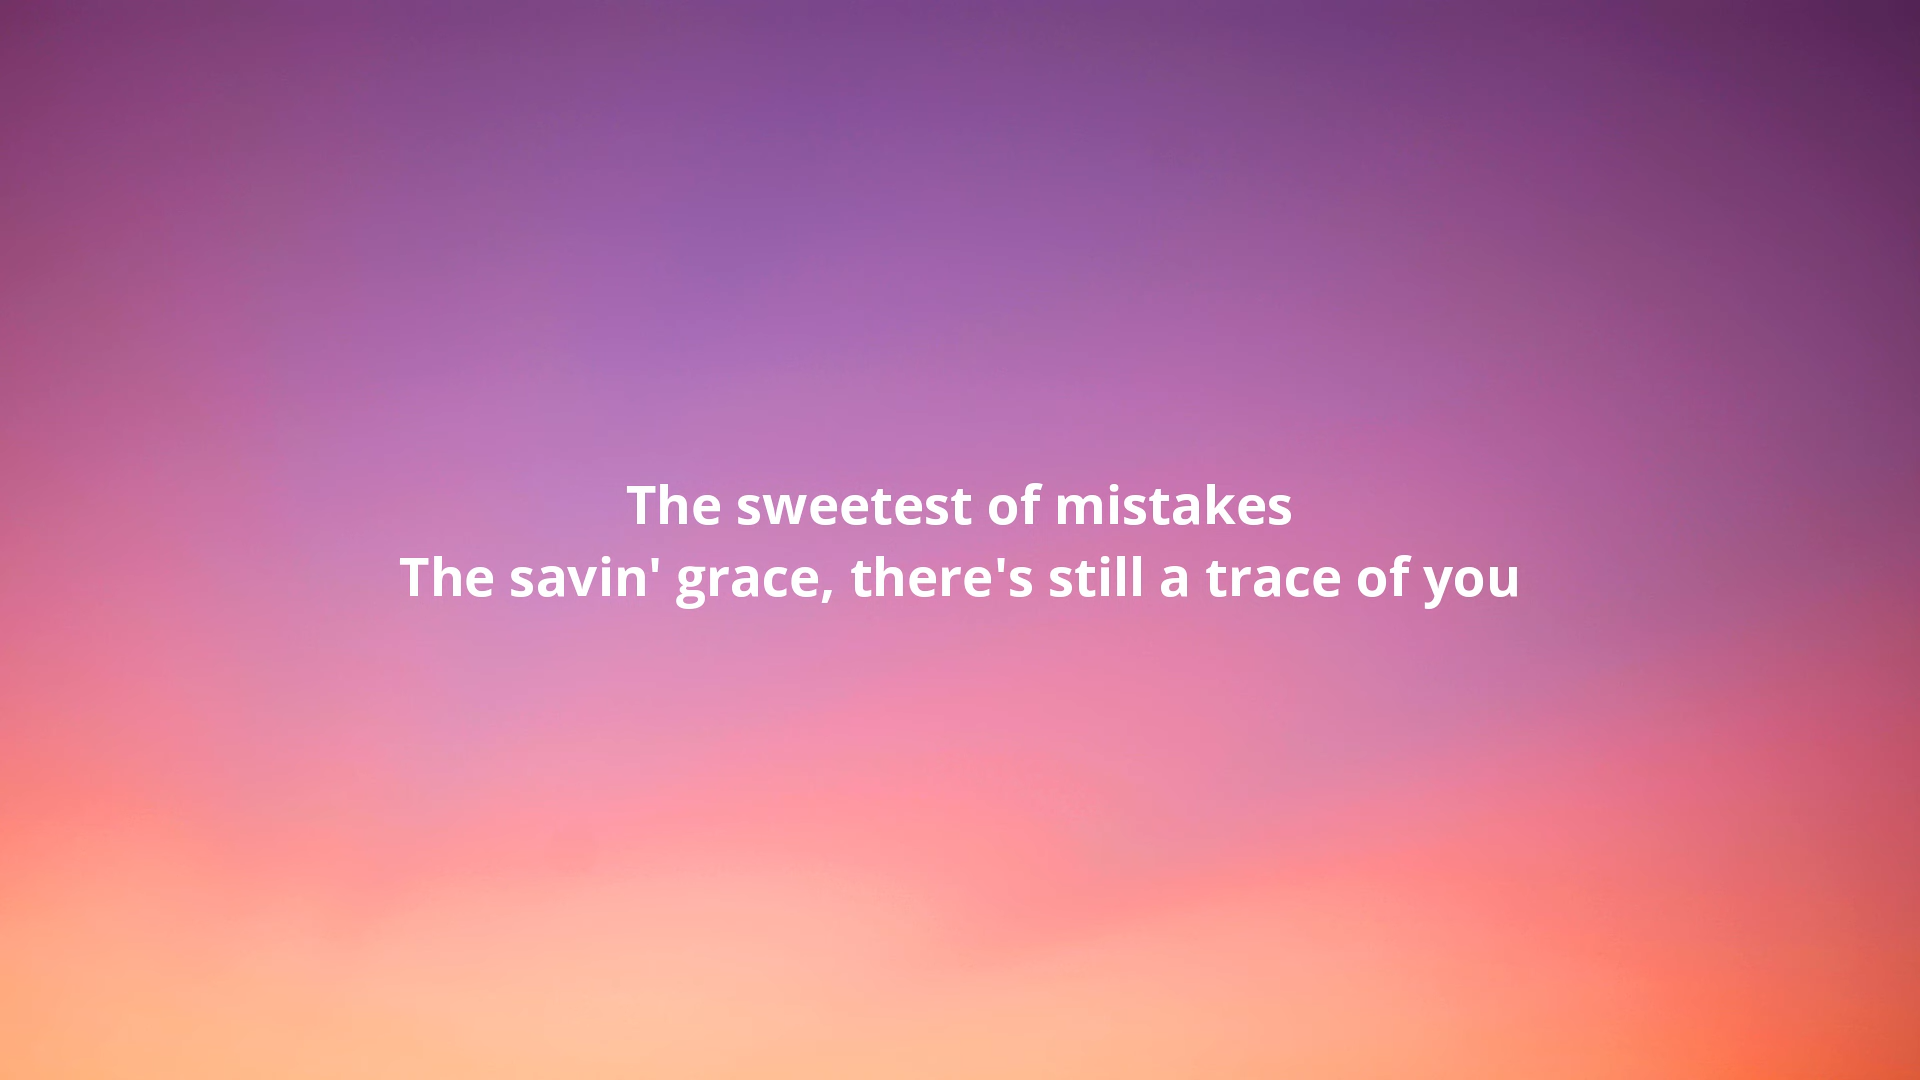 The sweetest of mistakes
The savin' grace, there's still a trace of you